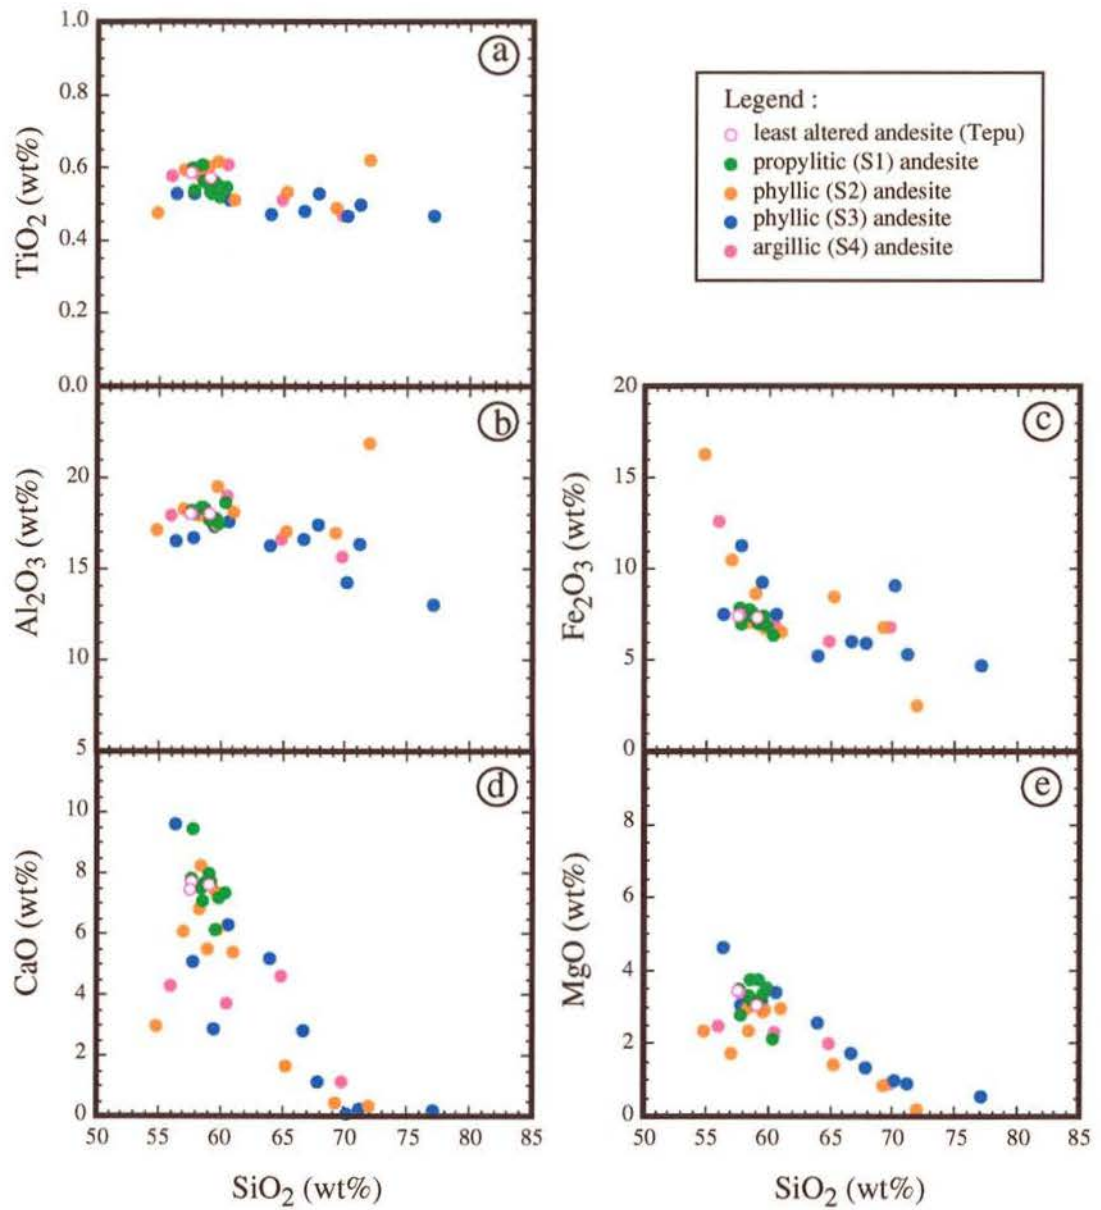 1.0
a
0.8
0.6
0.4
0.2
0.0
TiO2 (wt%)
Legend :
least altered andesite (Tepu)
propylitic (S1) andesite
phyllic (S2) andesite
phyllic (S3) andesite
argillic (S4) andesite
b
20
15
10
5
Al2O3 (wt%)
20
c
15
10
5
0
Fe2O3 (wt%)
d
10
8
6
4
2
0
CaO (wt%)
50 55 60 65 70 75 80 85
SiO2 (wt%)
e
8
6
4
2
0
MgO (wt%)
50 55 60 65 70 75 80 85
SiO2 (wt%)